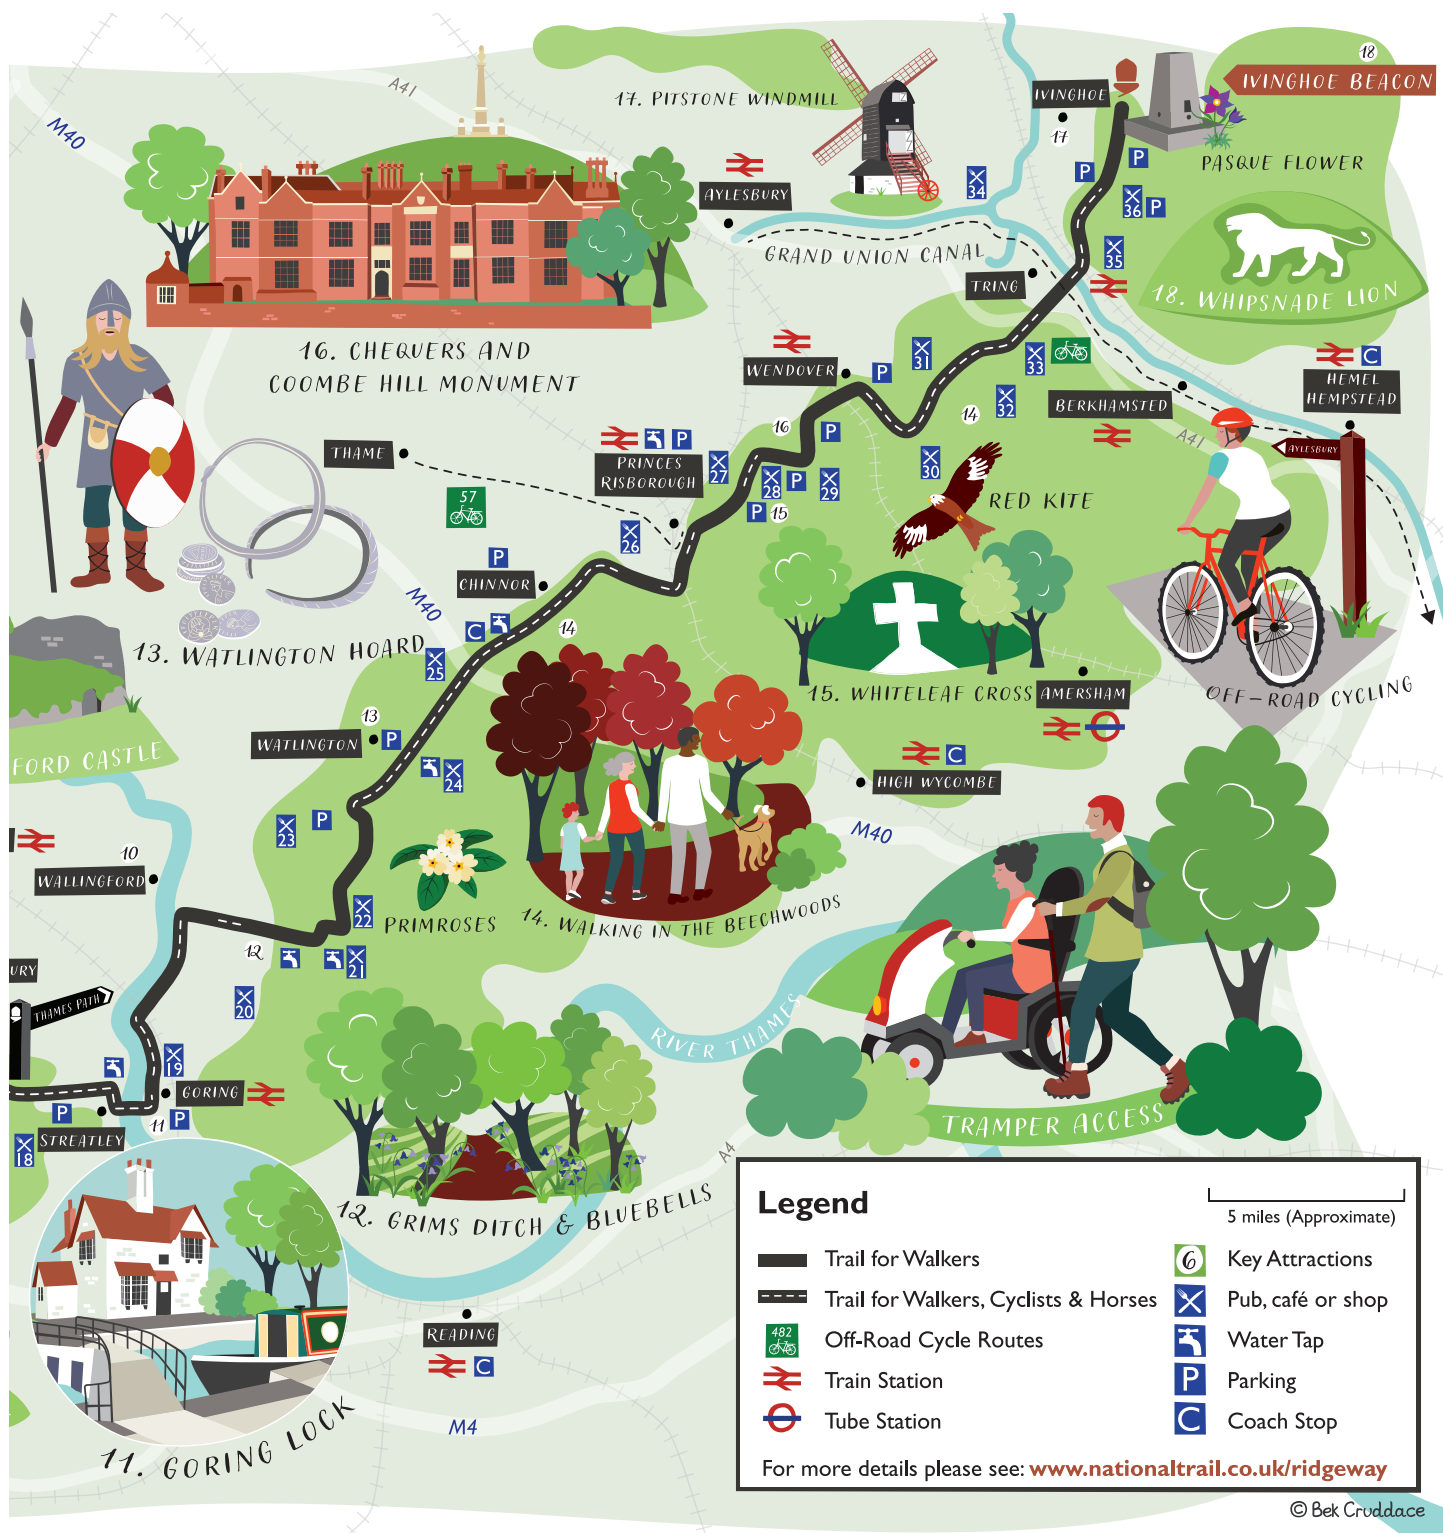 18
IVINGHOE BEACON
A41
M40
17. PITSTONE WINDMILL
IVINGHOE
17
P
P
PASQUE FLOWER
AYLESBURY
34
36
P
GRAND UNION CANAL
35
TRING
18. WHIPSNADE LION
16. CHEQUERS AND
COOMBE HILL MONUMENT
WENDOVER
P
31
33
C
HEMEL
HEMPSTEAD
32
BERKHAMSTED
14
A41
16
P
THAME
P
PRINCES
RISBOROUGH
27
28
P
29
30
AYLESBURY
57
P
15
RED KITE
26
P
CHINNOR
M40
C
14
13. WATLINGTON HOARD
25
15. WHITELEAF CROSS
AMERSHAM
OFF-ROAD CYCLING
13
WATLINGTON
P
FORD CASTLE
24
C
HIGH WYCOMBE
P
23
M40
10
WALLINGFORD
22
PRIMROSES
14. WALKING IN THE BEECHWOODS
12
21
URY
THAMES PATH
20
RIVER THAMES
19
GORING
P
11
P
STREATLEY
18
TRAMPER ACCESS
A4
12. GRIMS DITCH & BLUEBELLS
READING
C
M4
11. GORING LOCK
Legend
5 miles (Approximate)
Trail for Walkers
6
Key Attractions
Trail for Walkers, Cyclists & Horses
Pub, café or shop
482
Off-Road Cycle Routes
Water Tap
Train Station
P
Parking
Tube Station
C
Coach Stop
For more details please see: www.nationaltrail.co.uk/ridgeway
© Bek Cruddace